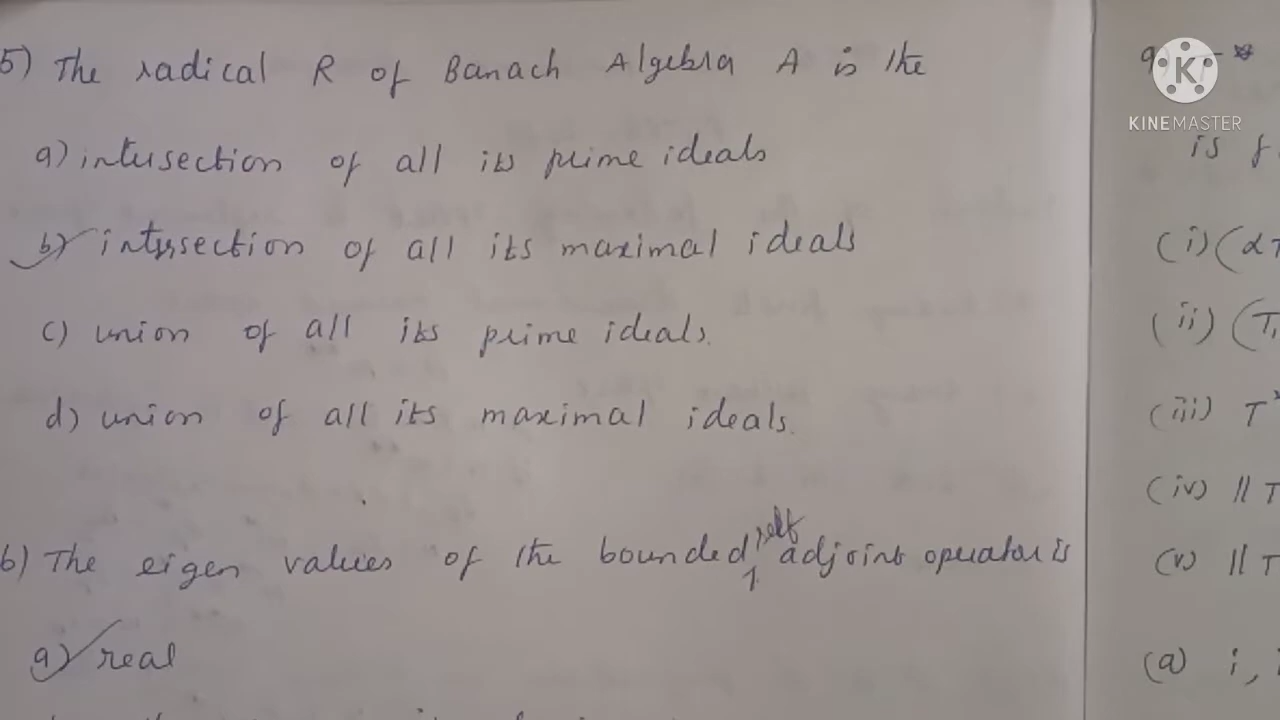 5) The radical R of Banach Algebra A is the
a) intersection of all its prime ideals
b) intersection of all its maximal ideals
c) union of all its prime ideals.
d) union of all its maximal ideals.
6) The eigen values of the bounded self adjoint operator is
a) real
KINEMASTER
is f
(i) (αT
(ii) (T₁
(iii) T*
(iv) ‖T
(v) ‖T
(a) i,